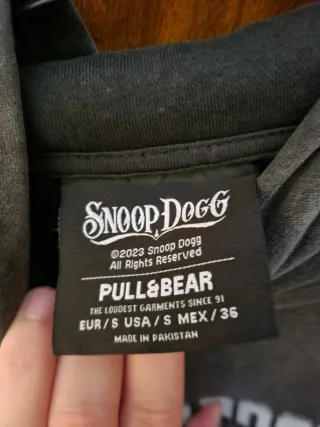 SNOOP DOGG
©2023 Snoop Dogg
All Rights Reserved
PULL&BEAR
THE LOUDEST GARMENTS SINCE 91
EUR/S USA/S MEX/36
MADE IN PAKISTAN